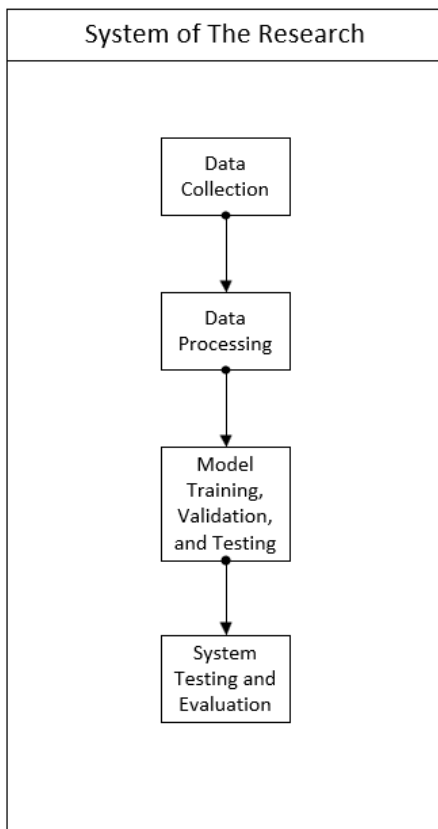 System of The Research
Data
Collection
Data
Processing
Model
Training,
Validation,
and Testing
System
Testing and
Evaluation